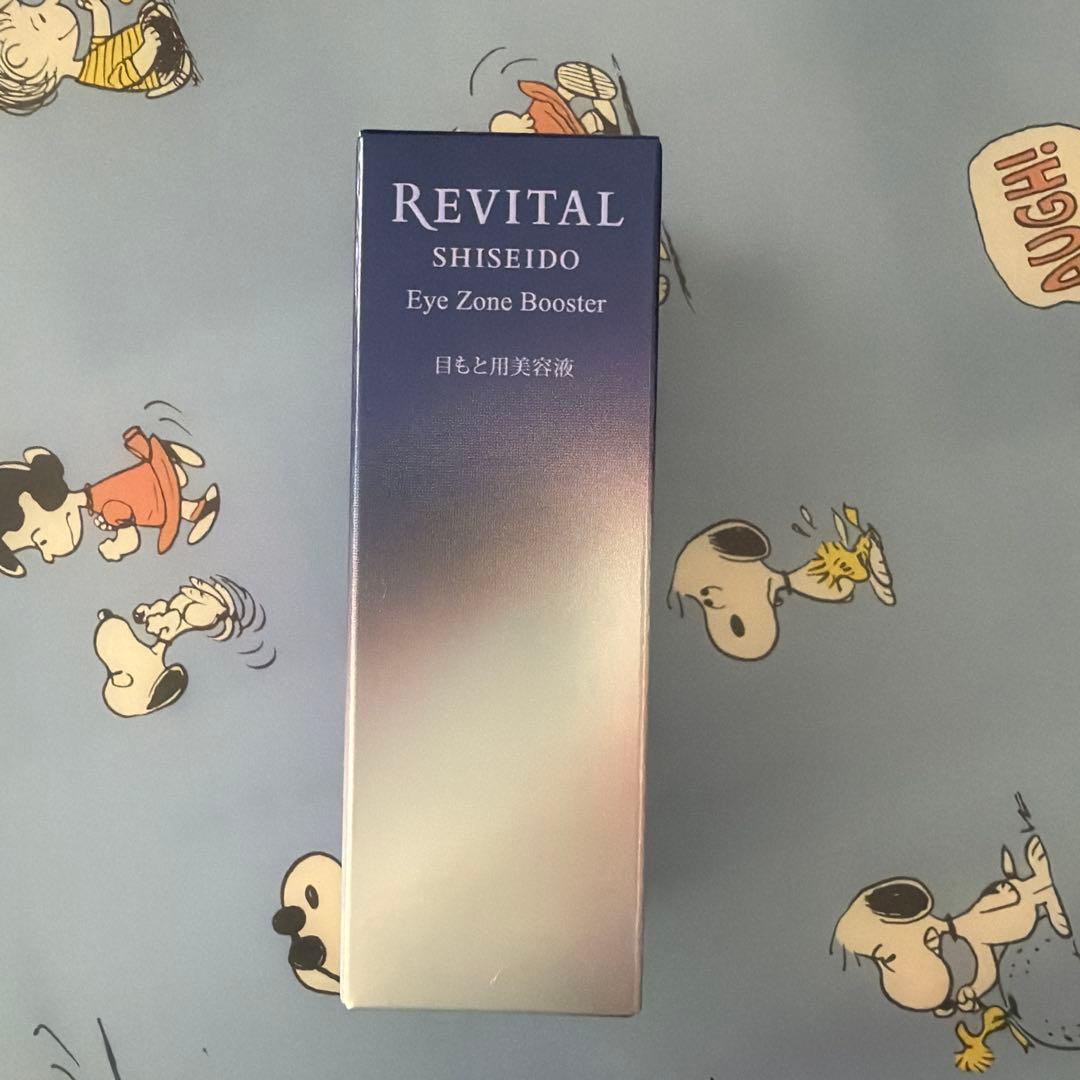 REVITAL
SHISEIDO
Eye Zone Booster
目もと用美容液
AUGH!